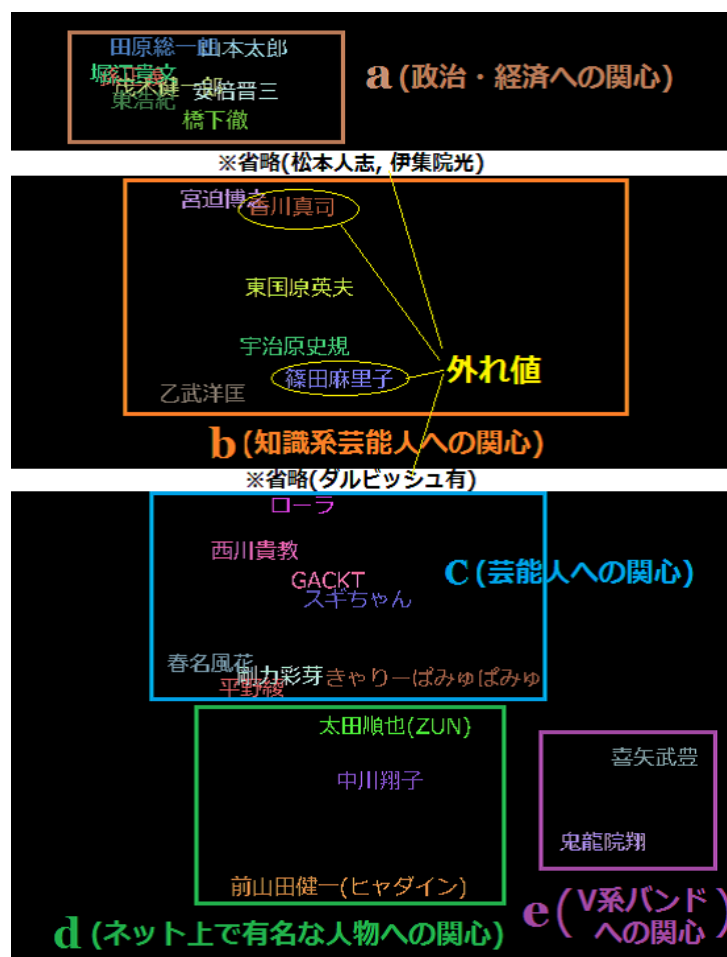 田原総一朗
山本太郎
堀江貴文
茂木健一郎
安倍晋三
東浩紀
橋下徹
a (政治・経済への関心)
※省略(松本人志, 伊集院光)
宮迫博之
香川真司
東国原英夫
宇治原史規
篠田麻里子
外れ値
乙武洋匡
b (知識系芸能人への関心)
※省略(ダルビッシュ有)
ローラ
西川貴教
GACKT
c (芸能人への関心)
スギちゃん
春名風花
剛力彩芽
きゃりーぱみゅぱみゅ
平野綾
太田順也(ZUN)
中川翔子
前山田健一(ヒャダイン)
d (ネット上で有名な人物への関心)
喜矢武豊
鬼龍院翔
e (V系バンド
への関心)